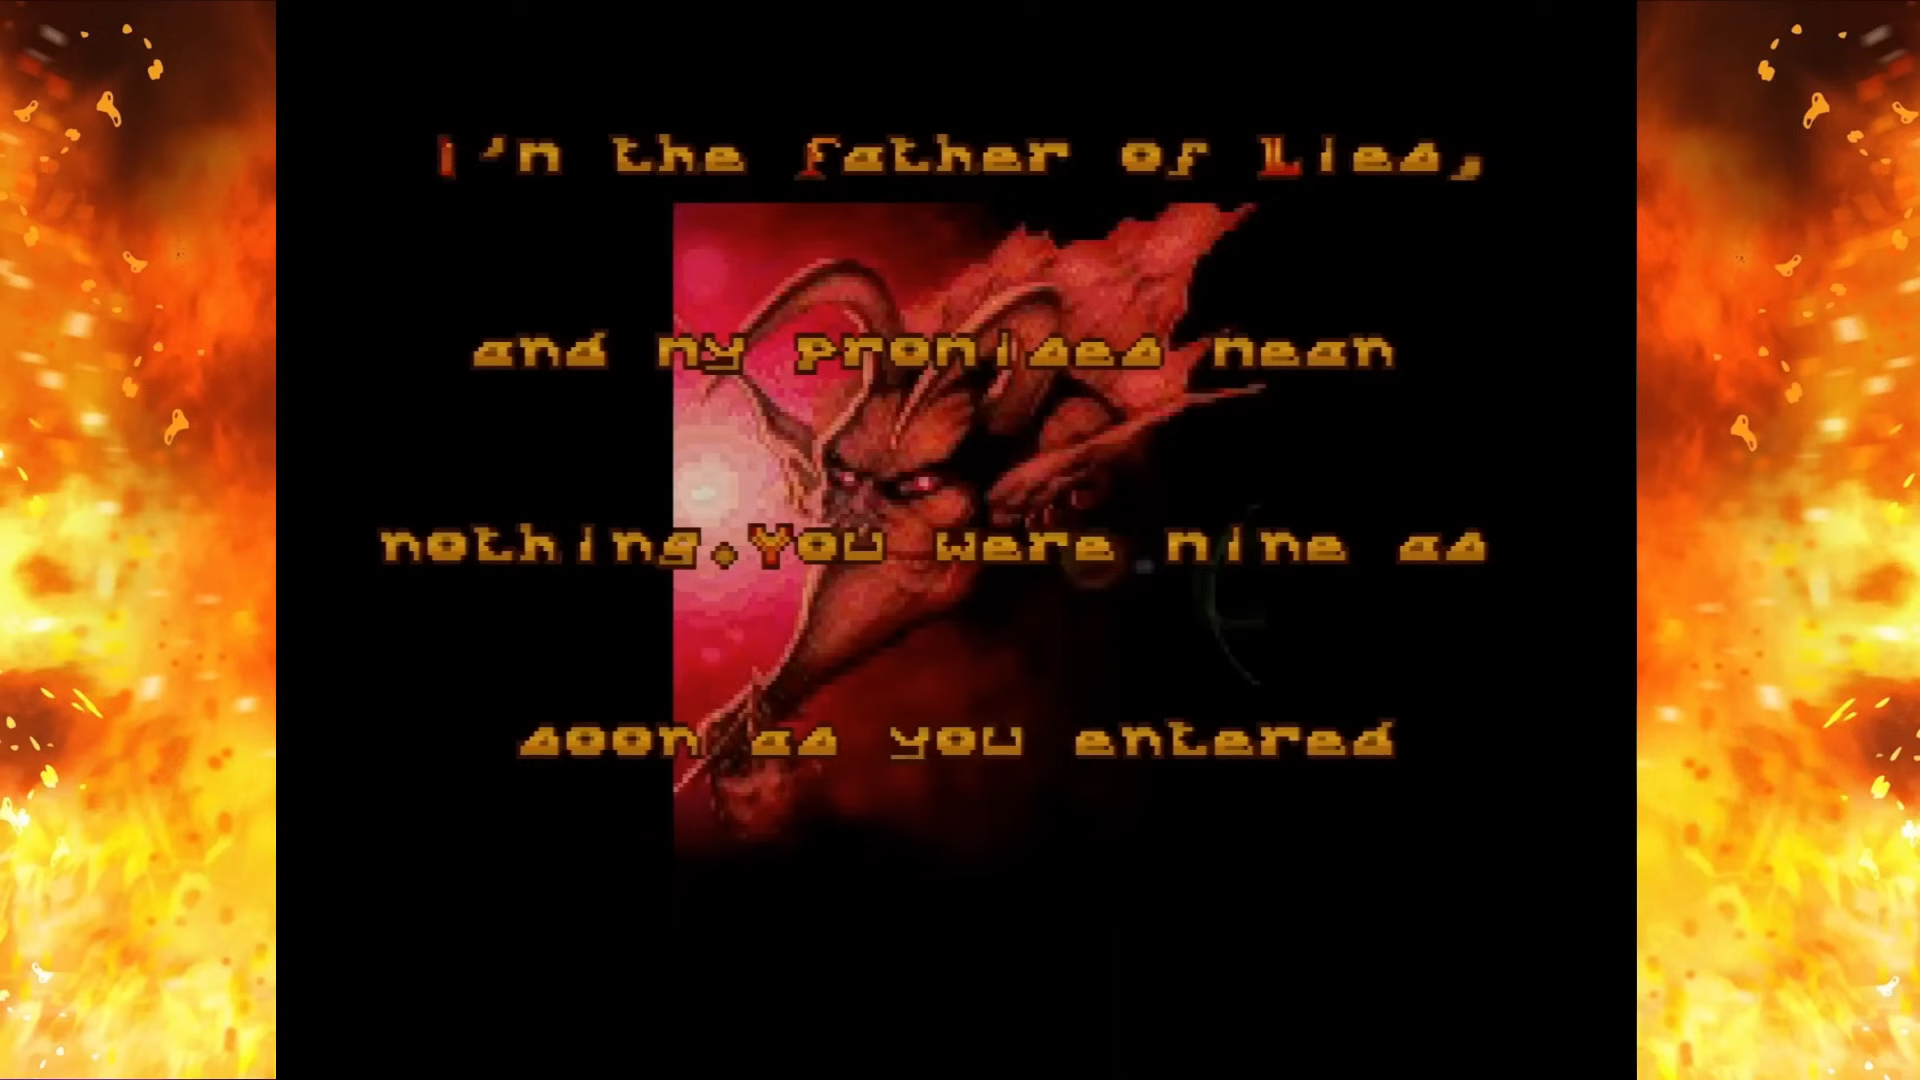 I'm the Father of Lies,
and my promises mean
nothing.You were mine as
soon as you entered